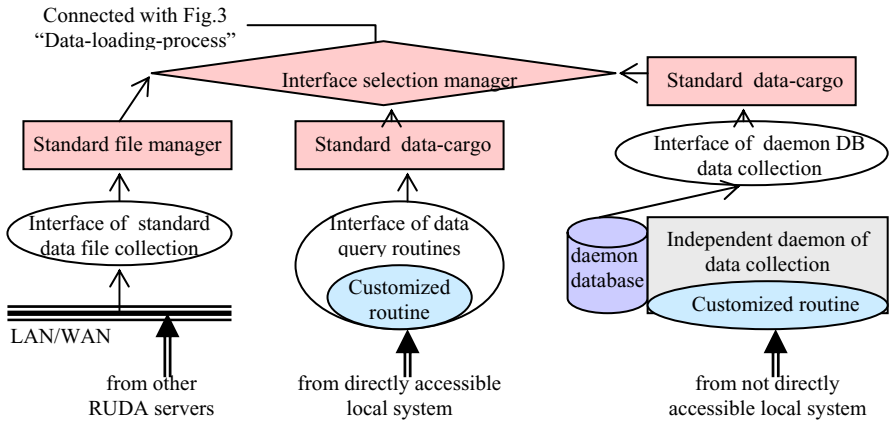 Connected with Fig.3
“Data-loading-process”
Interface selection manager
Standard data-cargo
Standard file manager
Standard data-cargo
Interface of daemon DB
data collection
Interface of standard
data file collection
Interface of data
query routines
Customized
routine
daemon
database
Independent daemon of
data collection
Customized routine
LAN/WAN
from other
RUDA servers
from directly accessible
local system
from not directly
accessible local system